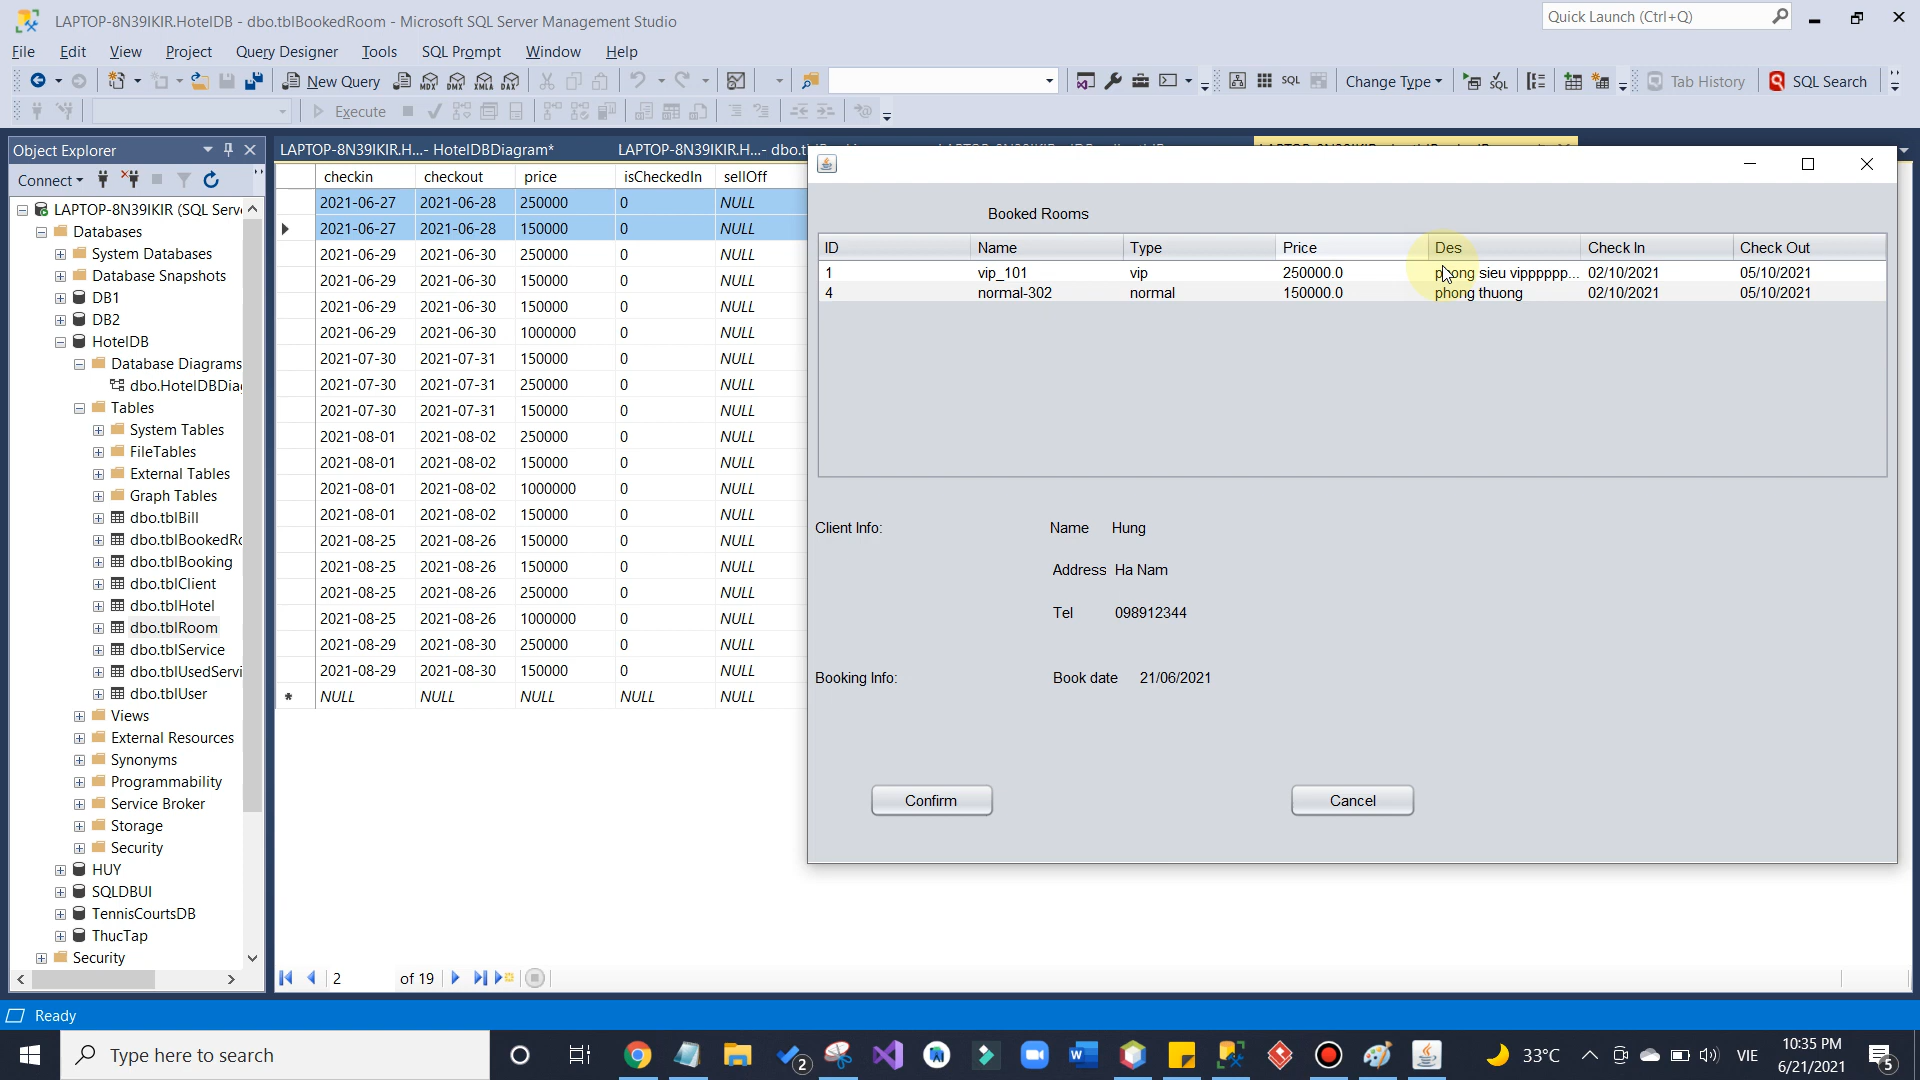 LAPTOP-8N39IKIR.HotelDB - dbo.tblBookedRoom - Microsoft SQL Server Management Studio
Quick Launch (Ctrl+Q)
File Edit View Project Query Designer Tools SQL Prompt Window Help
New Query MDX DMX XMLA DAX SQL Change Type Tab History SQL Search
Execute
Object Explorer
LAPTOP-8N39IKIR.H...- HotelDBDiagram*
LAPTOP-8N39IKIR.H...- dbo.t
Connect
LAPTOP-8N39IKIR (SQL Serv
Databases
System Databases
Database Snapshots
DB1
DB2
HotelDB
Database Diagrams
dbo.HotelDBDia
Tables
System Tables
FileTables
External Tables
Graph Tables
dbo.tblBill
dbo.tblBookedRo
dbo.tblBooking
dbo.tblClient
dbo.tblHotel
dbo.tblRoom
dbo.tblService
dbo.tblUsedServi
dbo.tblUser
Views
External Resources
Synonyms
Programmability
Service Broker
Storage
Security
HUY
SQLDBUI
TennisCourtsDB
ThucTap
Security
checkin checkout price isCheckedIn sellOff
2021-06-27 2021-06-28 250000 0 NULL
2021-06-27 2021-06-28 150000 0 NULL
2021-06-29 2021-06-30 250000 0 NULL
2021-06-29 2021-06-30 150000 0 NULL
2021-06-29 2021-06-30 150000 0 NULL
2021-06-29 2021-06-30 1000000 0 NULL
2021-07-30 2021-07-31 150000 0 NULL
2021-07-30 2021-07-31 250000 0 NULL
2021-07-30 2021-07-31 150000 0 NULL
2021-08-01 2021-08-02 250000 0 NULL
2021-08-01 2021-08-02 150000 0 NULL
2021-08-01 2021-08-02 1000000 0 NULL
2021-08-01 2021-08-02 150000 0 NULL
2021-08-25 2021-08-26 150000 0 NULL
2021-08-25 2021-08-26 150000 0 NULL
2021-08-25 2021-08-26 250000 0 NULL
2021-08-25 2021-08-26 1000000 0 NULL
2021-08-29 2021-08-30 250000 0 NULL
2021-08-29 2021-08-30 150000 0 NULL
* NULL NULL NULL NULL NULL
2 of 19
Booked Rooms
ID Name Type Price Des Check In Check Out
1 vip_101 vip 250000.0 phong sieu vipppppp... 02/10/2021 05/10/2021
4 normal-302 normal 150000.0 phong thuong 02/10/2021 05/10/2021
Client Info: Name Hung
Address Ha Nam
Tel 098912344
Booking Info: Book date 21/06/2021
Confirm Cancel
Ready
Type here to search
2
33°C
VIE
10:35 PM
6/21/2021
5